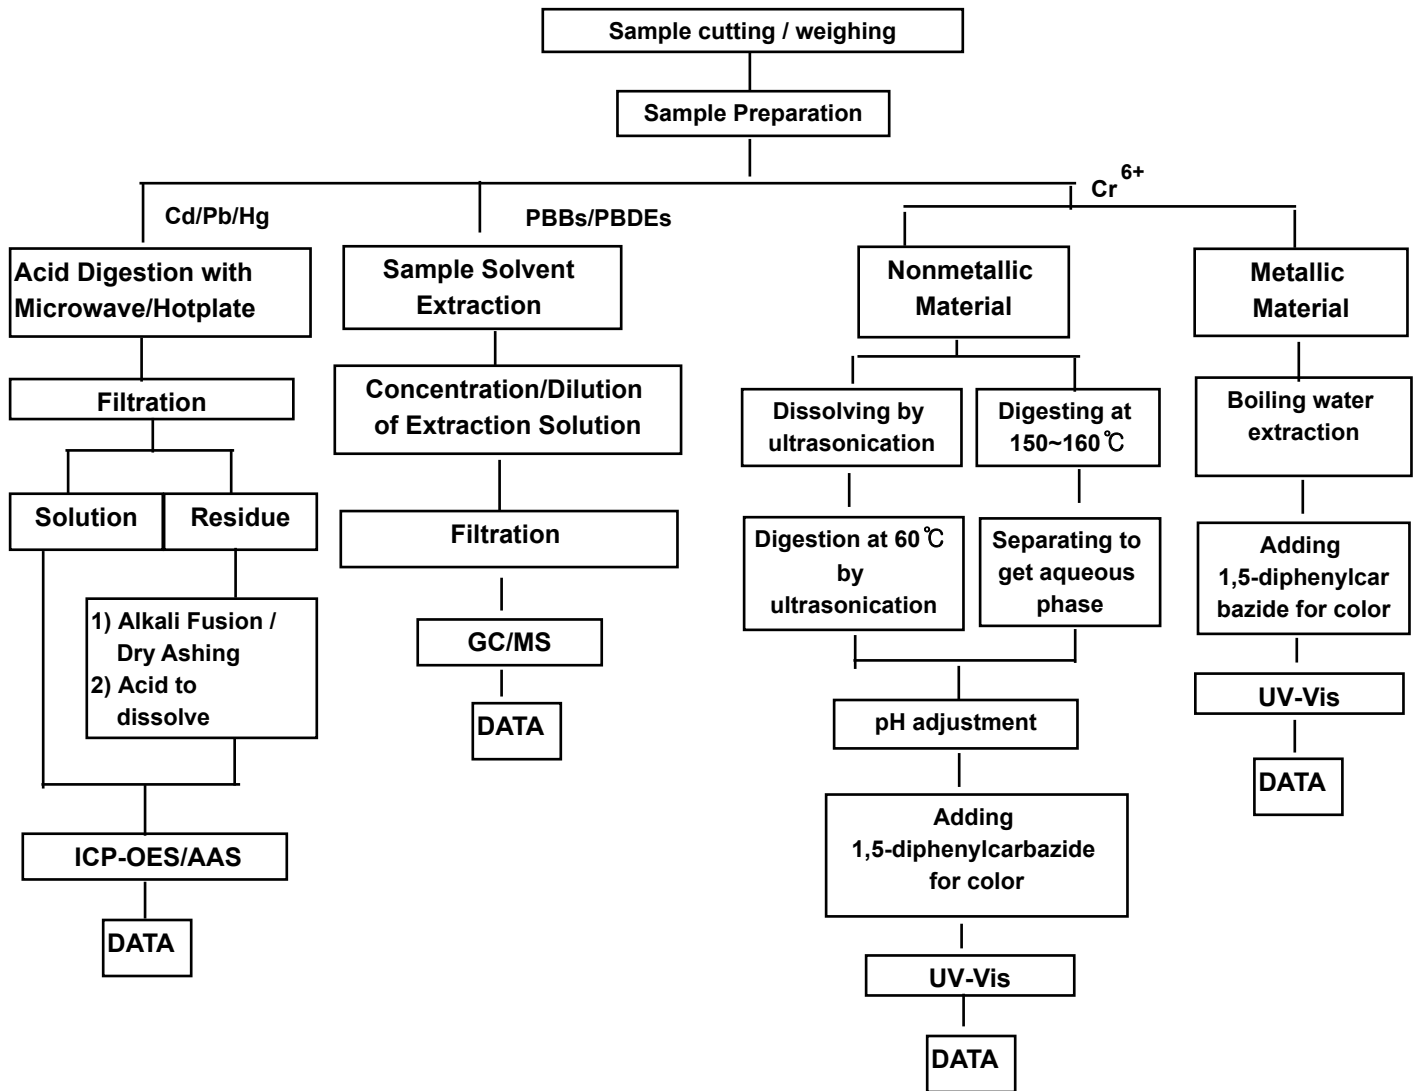 Sample cutting / weighing
Sample Preparation
Cd/Pb/Hg
PBBs/PBDEs
Cr 6+
Acid Digestion with
Microwave/Hotplate
Sample Solvent
Extraction
Nonmetallic
Material
Metallic
Material
Filtration
Concentration/Dilution
of Extraction Solution
Dissolving by
ultrasonication
Digesting at
150~160℃
Boiling water
extraction
Solution
Residue
Filtration
Digestion at 60℃
by
ultrasonication
Separating to
get aqueous
phase
Adding
1,5-diphenylcar
bazide for color
1) Alkali Fusion /
Dry Ashing
2) Acid to
dissolve
GC/MS
DATA
pH adjustment
UV-Vis
DATA
ICP-OES/AAS
DATA
Adding
1,5-diphenylcarbazide
for color
UV-Vis
DATA